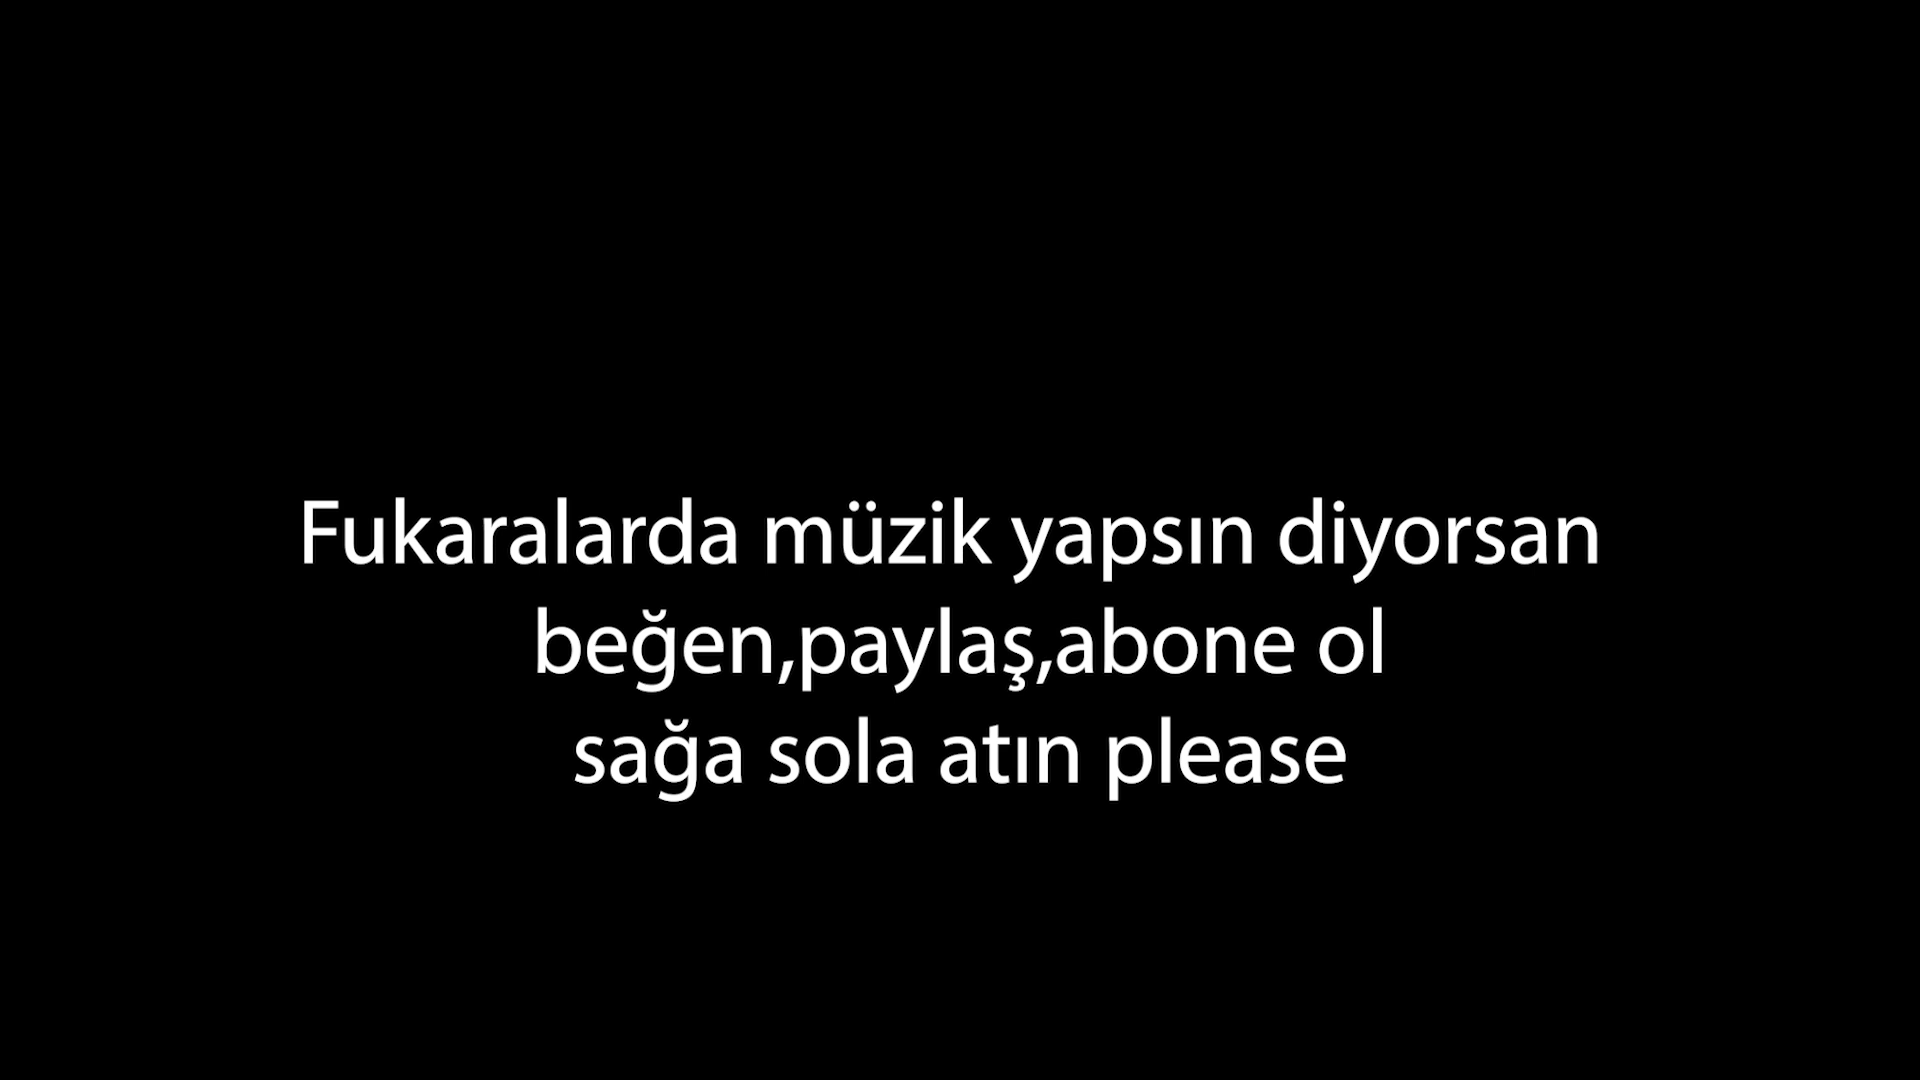 Fukaralarda müzik yapsın diyorsan
beğen,paylaş,abone ol
sağa sola atın please